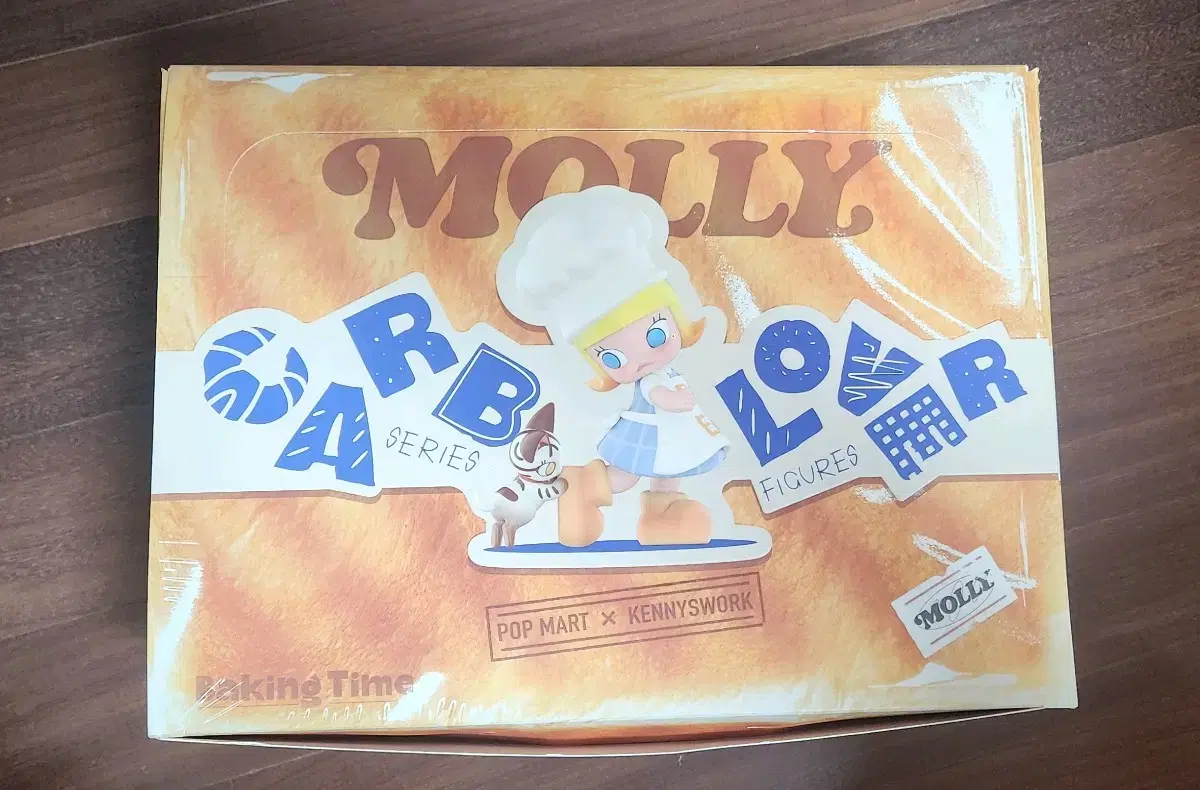 MOLLY
CARB LOVER
SERIES
FIGURES
POP MART × KENNYSWORK
MOLLY
Baking Time